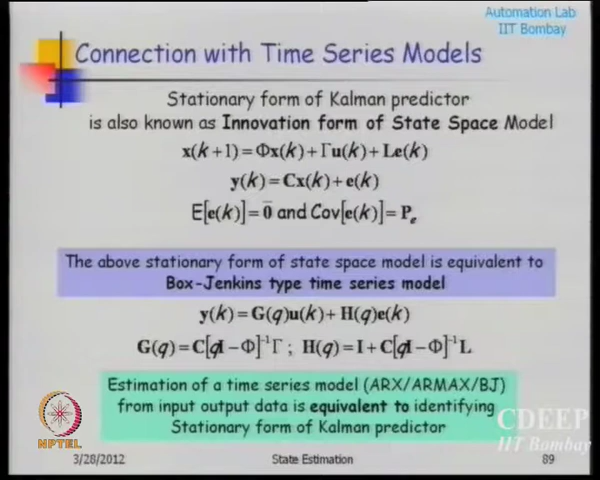 Automation Lab
IIT Bombay
Connection with Time Series Models
Stationary form of Kalman predictor
is also known as Innovation form of State Space Model
x(k+1)=Φx(k)+Γu(k)+Le(k)
y(k)=Cx(k)+e(k)
E[e(k)]=0̄ and Cov[e(k)]=Pₑ
The above stationary form of state space model is equivalent to
Box-Jenkins type time series model
y(k)=G(q)u(k)+H(q)e(k)
G(q)=C[qI−Φ]⁻¹Γ ; H(q)=I+C[qI−Φ]⁻¹L
Estimation of a time series model (ARX/ARMAX/BJ)
from input output data is equivalent to identifying
Stationary form of Kalman predictor
NPTEL
CDEEP
IIT Bombay
3/28/2012 State Estimation 89